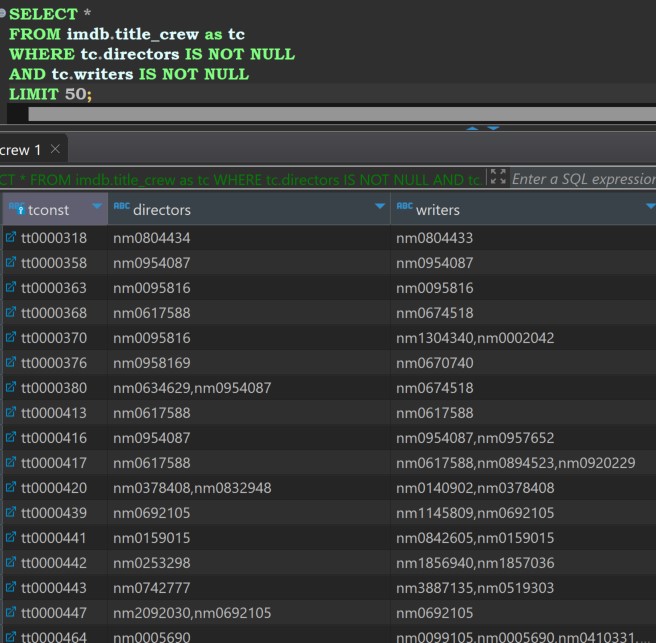 SELECT *
FROM imdb.title_crew as tc
WHERE tc.directors IS NOT NULL
AND tc.writers IS NOT NULL
LIMIT 50;
crew 1
CT * FROM imdb.title_crew as tc WHERE tc.directors IS NOT NULL AND tc. Enter a SQL expression
ABC tconst ABC directors ABC writers
tt0000318 nm0804434 nm0804433
tt0000358 nm0954087 nm0954087
tt0000363 nm0095816 nm0095816
tt0000368 nm0617588 nm0674518
tt0000370 nm0095816 nm1304340,nm0002042
tt0000376 nm0958169 nm0670740
tt0000380 nm0634629,nm0954087 nm0674518
tt0000413 nm0617588 nm0617588
tt0000416 nm0954087 nm0954087,nm0957652
tt0000417 nm0617588 nm0617588,nm0894523,nm0920229
tt0000420 nm0378408,nm0832948 nm0140902,nm0378408
tt0000439 nm0692105 nm1145809,nm0692105
tt0000441 nm0159015 nm0842605,nm0159015
tt0000442 nm0253298 nm1856940,nm1857036
tt0000443 nm0742777 nm3887135,nm0519303
tt0000447 nm2092030,nm0692105 nm0692105
tt0000464 nm0005690 nm0099105,nm0005690,nm0410331,...